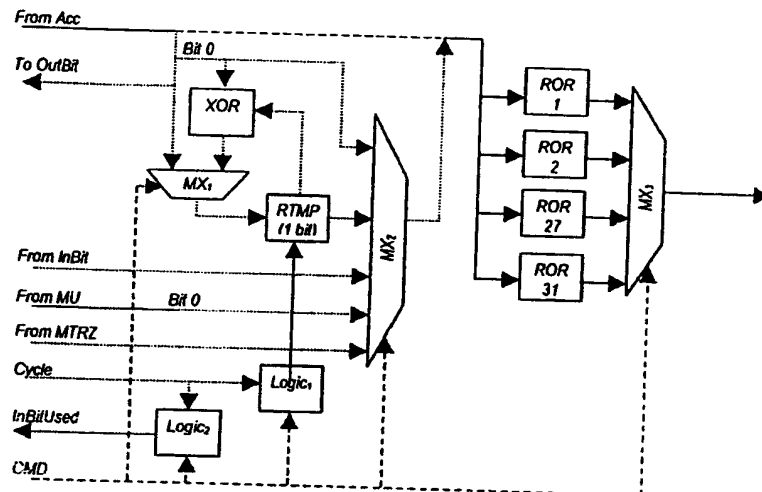 From Acc
Bit 0
To OutBit
XOR
ROR
1
ROR
2
MX₁
RTMP
(1 bit)
MX₂
ROR
27
MX₃
From InBit
ROR
31
From MU
Bit 0
From MTRZ
Cycle
Logic₁
InBitUsed
Logic₂
CMD